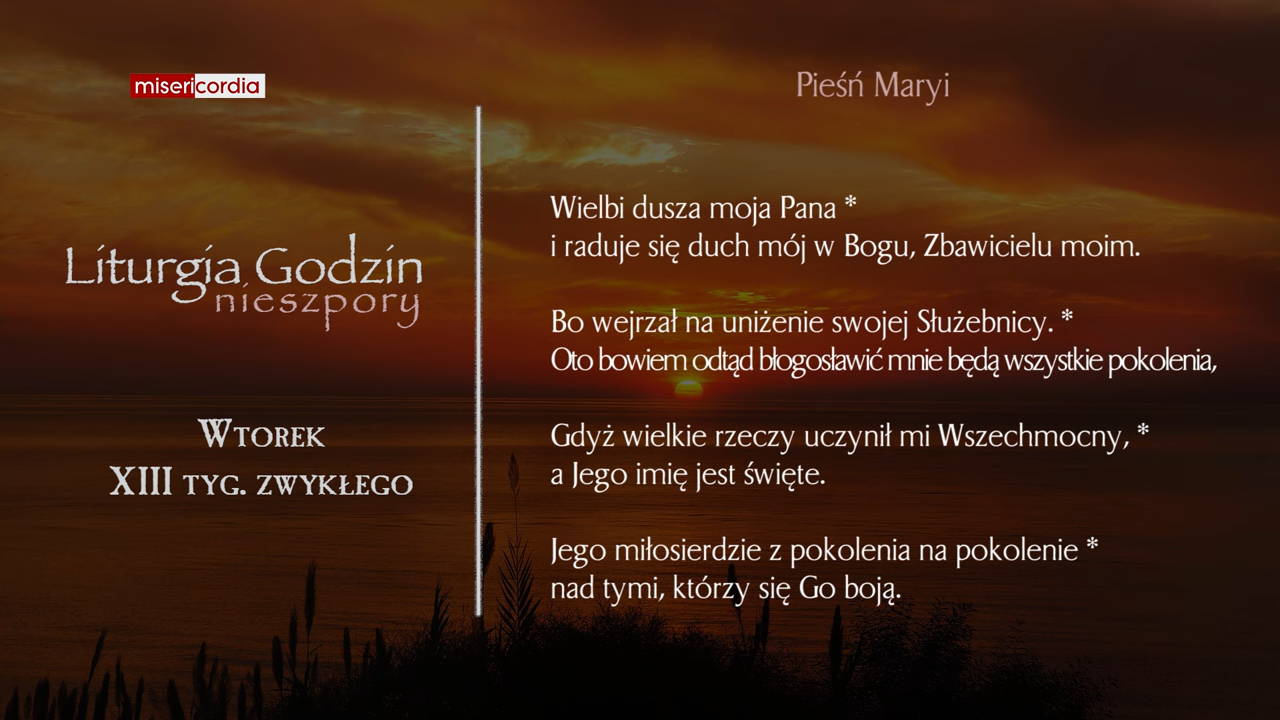 misericordia
Liturgia Godzin
nieszpory
Wtorek
XIII tyg. zwykłego
Pieśń Maryi
Wielbi dusza moja Pana *
i raduje się duch mój w Bogu, Zbawicielu moim.
Bo wejrzał na uniżenie swojej Służebnicy. *
Oto bowiem odtąd błogosławić mnie będą wszystkie pokolenia,
Gdyż wielkie rzeczy uczynił mi Wszechmocny, *
a Jego imię jest święte.
Jego miłosierdzie z pokolenia na pokolenie *
nad tymi, którzy się Go boją.